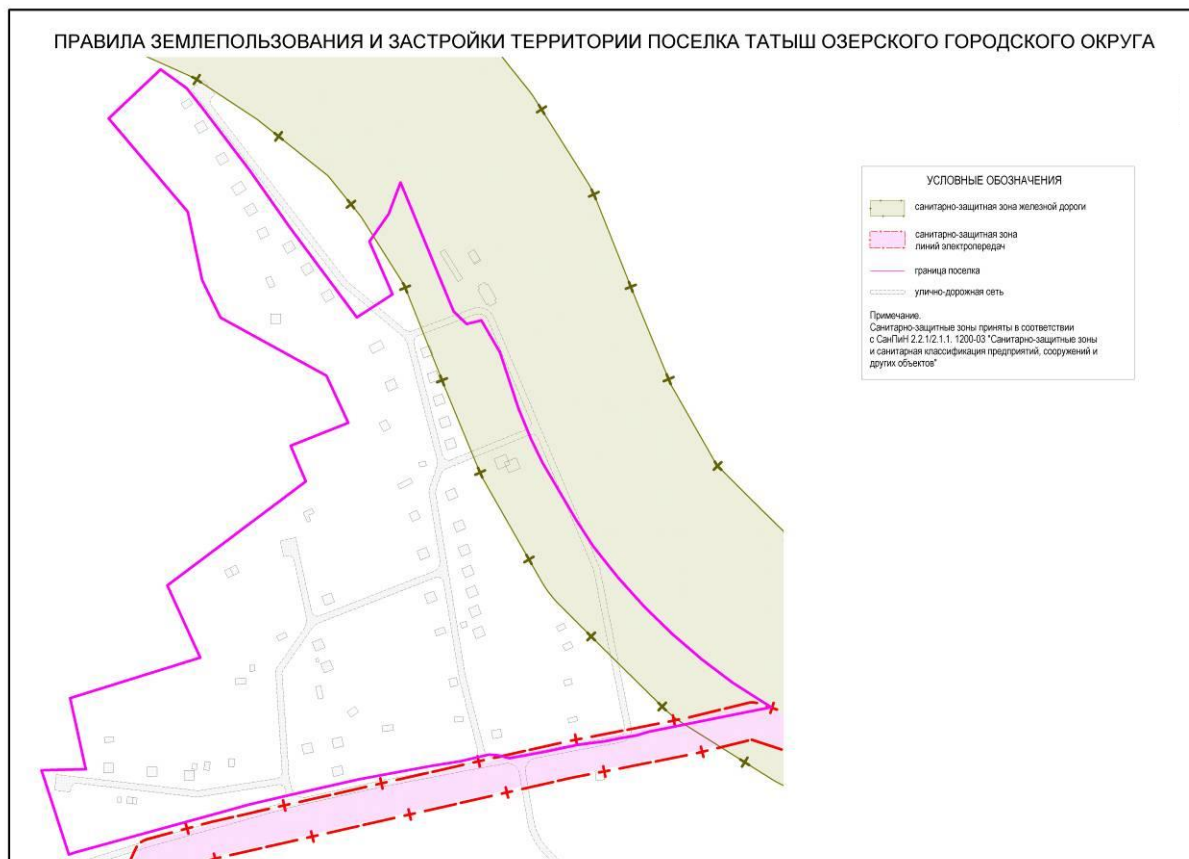 ПРАВИЛА ЗЕМЛЕПОЛЬЗОВАНИЯ И ЗАСТРОЙКИ ТЕРРИТОРИИ ПОСЕЛКА ТАТЫШ ОЗЕРСКОГО ГОРОДСКОГО ОКРУГА
УСЛОВНЫЕ ОБОЗНАЧЕНИЯ
санитарно-защитная зона железной дороги
санитарно-защитная зона
линий электропередач
граница поселка
улично-дорожная сеть
Примечание.
Санитарно-защитные зоны приняты в соответствии
с СанПиН 2.2.1/2.1.1. 1200-03 "Санитарно-защитные зоны
и санитарная классификация предприятий, сооружений и
других объектов"